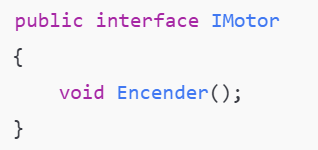 public interface IMotor
{
    void Encender();
}